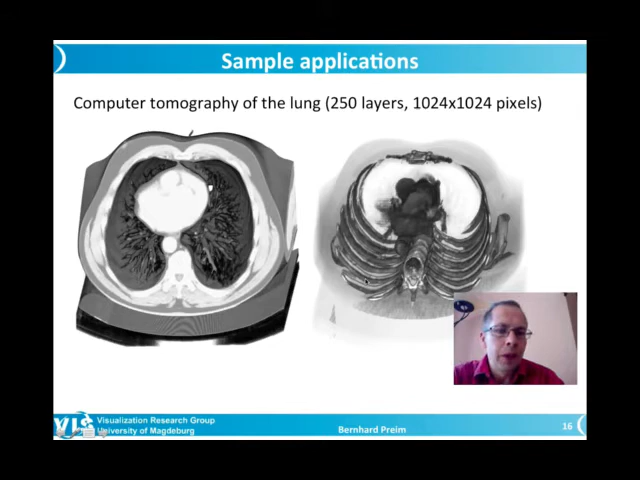 Sample applications
Computer tomography of the lung (250 layers, 1024x1024 pixels)
VIS
Visualization Research Group
University of Magdeburg
Bernhard Preim
16